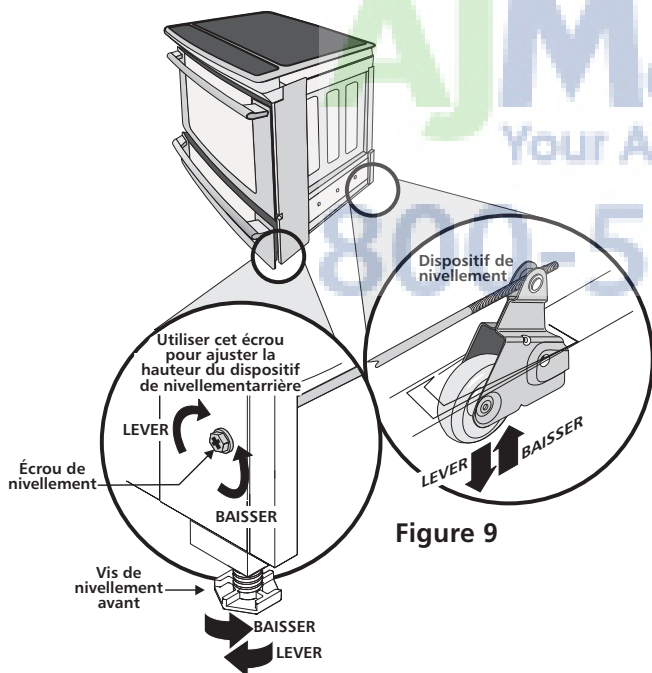 AJM
Your A
800-5
Dispositif de
nivellement
LEVER
BAISSER
Utiliser cet écrou
pour ajuster la
hauteur du dispositif
de nivellementarrière
LEVER
Écrou de
nivellement
BAISSER
Figure 9
Vis de
nivellement
avant
BAISSER
LEVER